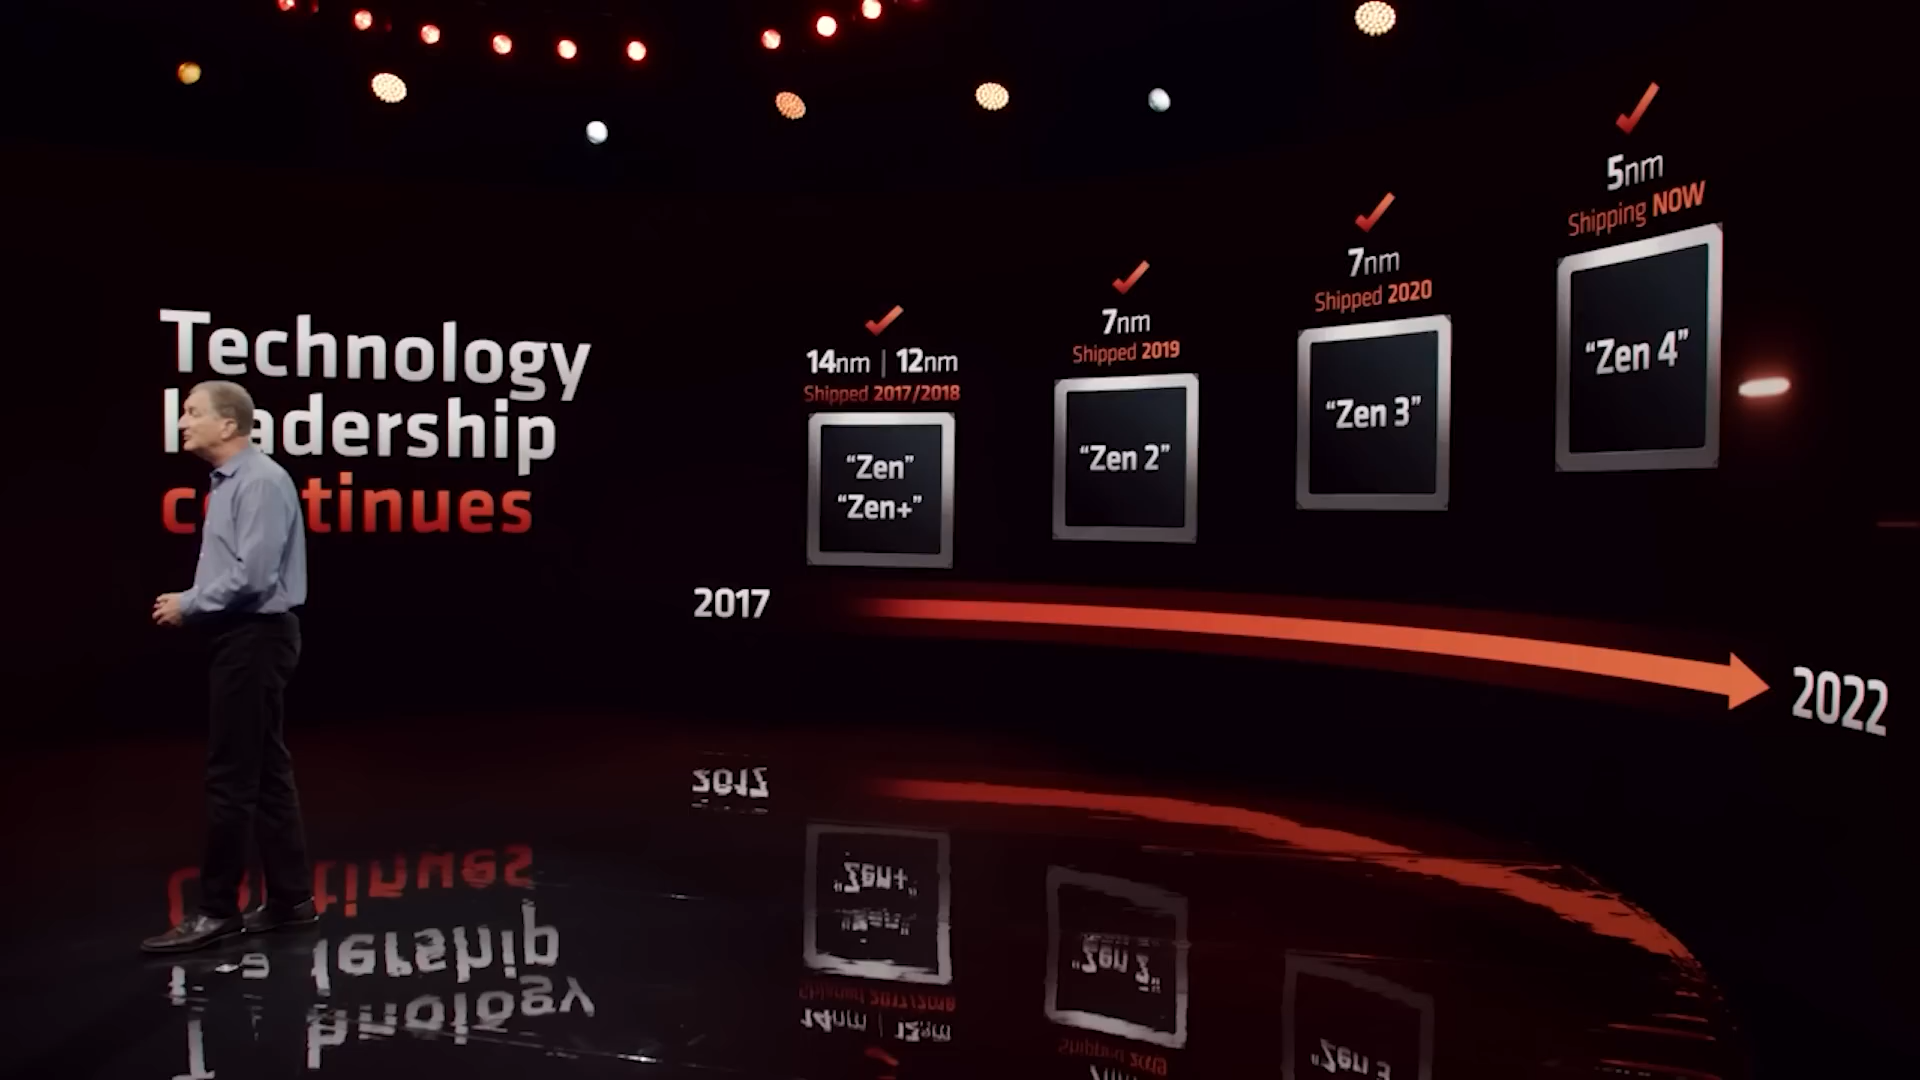 Technology
leadership
continues
14nm | 12nm
Shipped 2017/2018
“Zen”
“Zen+”
7nm
Shipped 2019
“Zen 2”
7nm
Shipped 2020
“Zen 3”
5nm
Shipping NOW
“Zen 4”
2017
2022